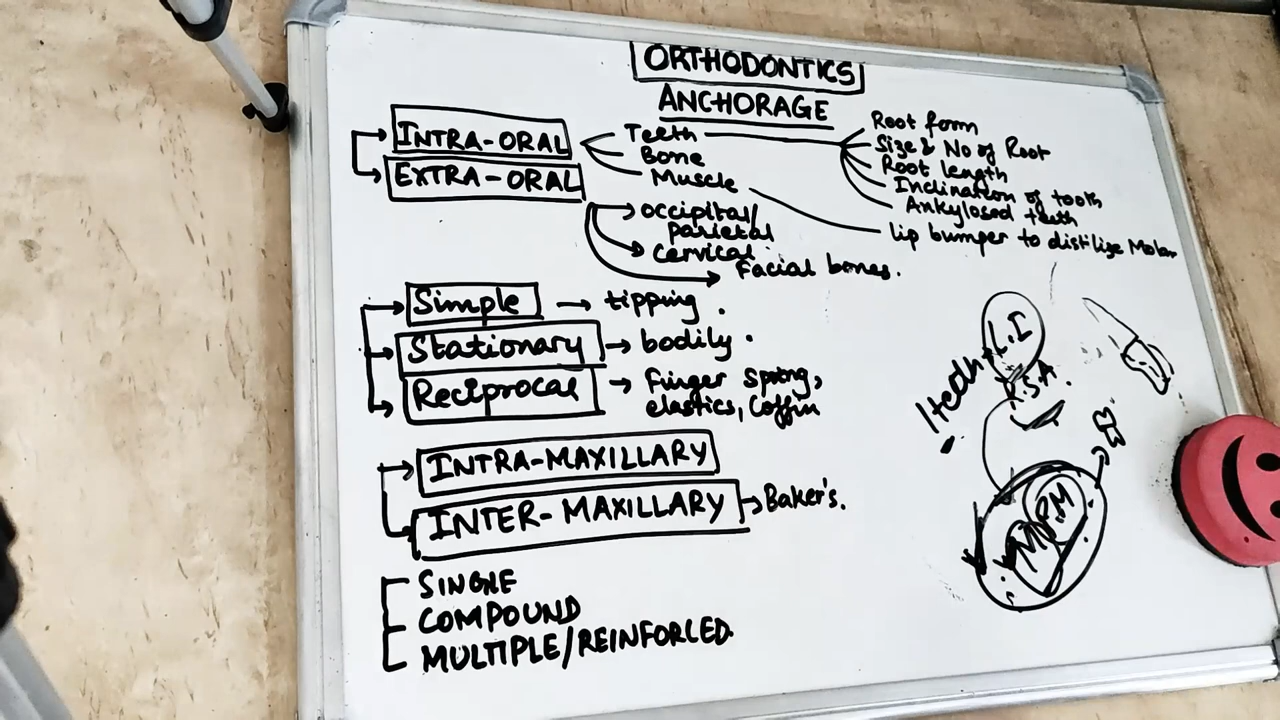 ORTHODONTICS
ANCHORAGE
INTRA-ORAL
EXTRA-ORAL
Teeth
Bone
Muscle
Root form
Size & No of Root
Root length
Inclination of tooth
Ankylosed teeth
lip bumper to distilize Molar
occipital/
parietal
cervical
Facial bones.
Simple → tipping.
Stationary → bodily.
Reciprocal → Finger Spring,
elastics, Coffin
INTRA-MAXILLARY
INTER-MAXILLARY → Baker's.
SINGLE
COMPOUND
MULTIPLE/REINFORCED.
1teeth
L.I
R.S.A.
M
PM